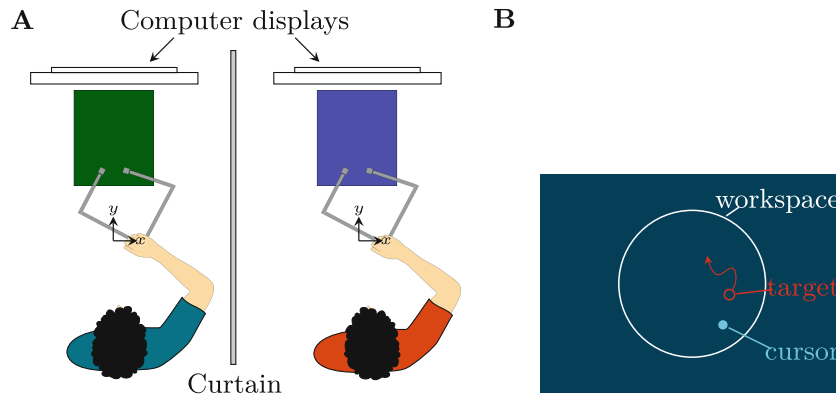 A
Computer displays
B
y
x
y
x
workspace
target
cursor
Curtain